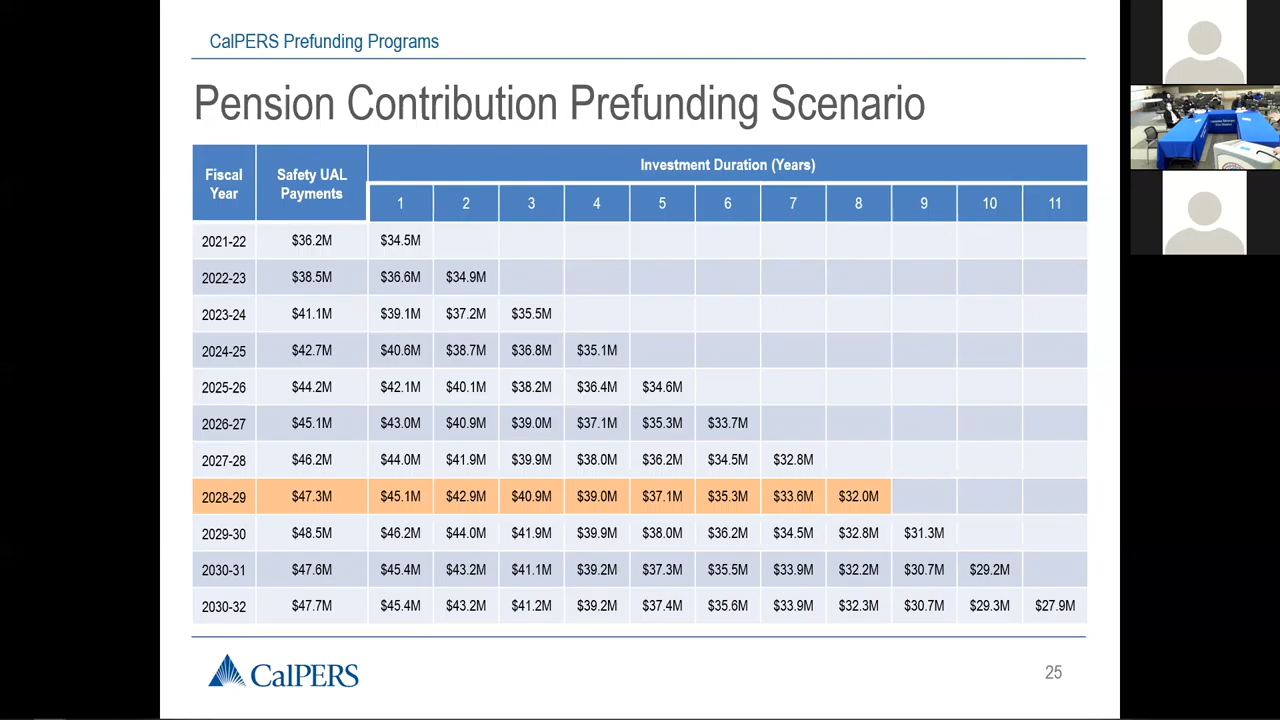 CalPERS Prefunding Programs
Pension Contribution Prefunding Scenario
Fiscal Year Safety UAL Payments Investment Duration (Years)
1 2 3 4 5 6 7 8 9 10 11
2021-22 $36.2M $34.5M
2022-23 $38.5M $36.6M $34.9M
2023-24 $41.1M $39.1M $37.2M $35.5M
2024-25 $42.7M $40.6M $38.7M $36.8M $35.1M
2025-26 $44.2M $42.1M $40.1M $38.2M $36.4M $34.6M
2026-27 $45.1M $43.0M $40.9M $39.0M $37.1M $35.3M $33.7M
2027-28 $46.2M $44.0M $41.9M $39.9M $38.0M $36.2M $34.5M $32.8M
2028-29 $47.3M $45.1M $42.9M $40.9M $39.0M $37.1M $35.3M $33.6M $32.0M
2029-30 $48.5M $46.2M $44.0M $41.9M $39.9M $38.0M $36.2M $34.5M $32.8M $31.3M
2030-31 $47.6M $45.4M $43.2M $41.1M $39.2M $37.3M $35.5M $33.9M $32.2M $30.7M $29.2M
2030-32 $47.7M $45.4M $43.2M $41.2M $39.2M $37.4M $35.6M $33.9M $32.3M $30.7M $29.3M $27.9M
CalPERS
25